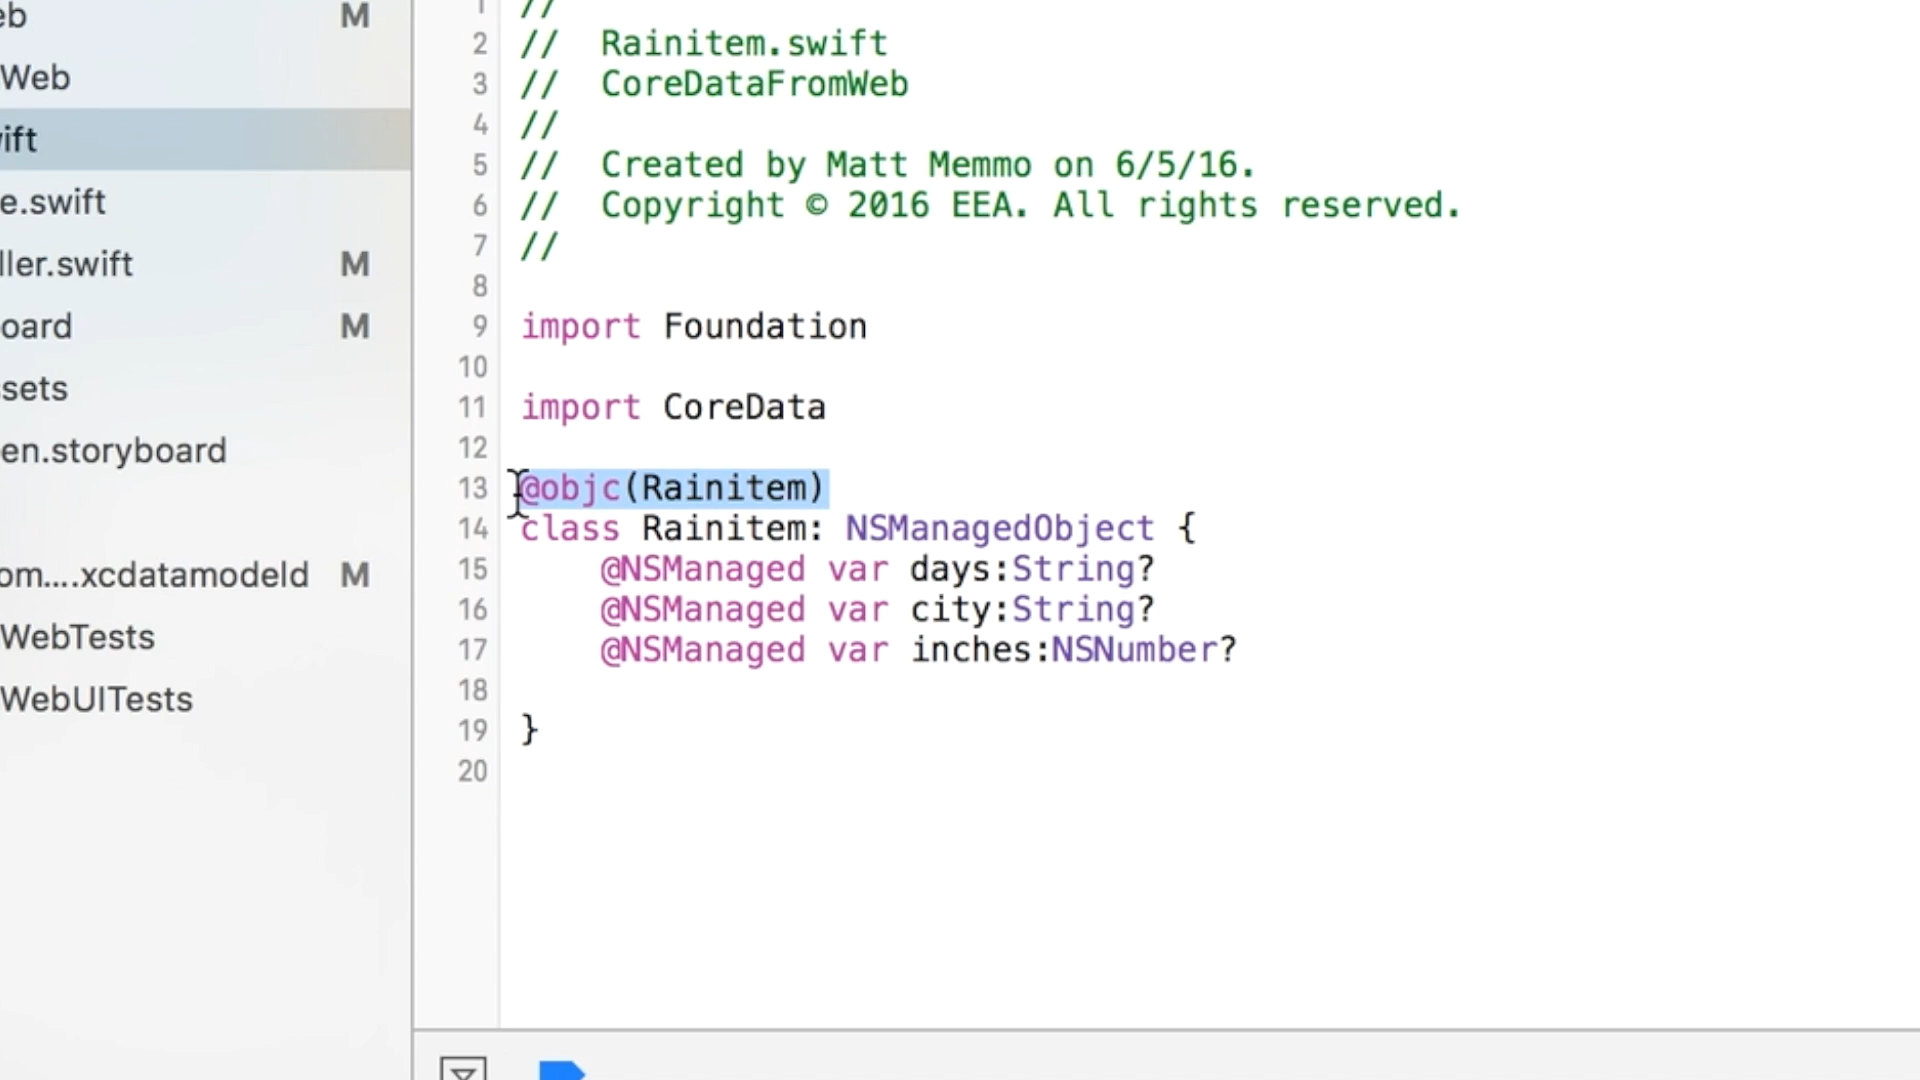 eb M
Web
ift
e.swift
ller.swift M
oard M
sets
en.storyboard
om....xcdatamodeld M
WebTests
WebUITests
1 //
2 // Rainitem.swift
3 // CoreDataFromWeb
4 //
5 // Created by Matt Memmo on 6/5/16.
6 // Copyright © 2016 EEA. All rights reserved.
7 //
8
9 import Foundation
10
11 import CoreData
12
13 @objc(Rainitem)
14 class Rainitem: NSManagedObject {
15 @NSManaged var days:String?
16 @NSManaged var city:String?
17 @NSManaged var inches:NSNumber?
18
19 }
20